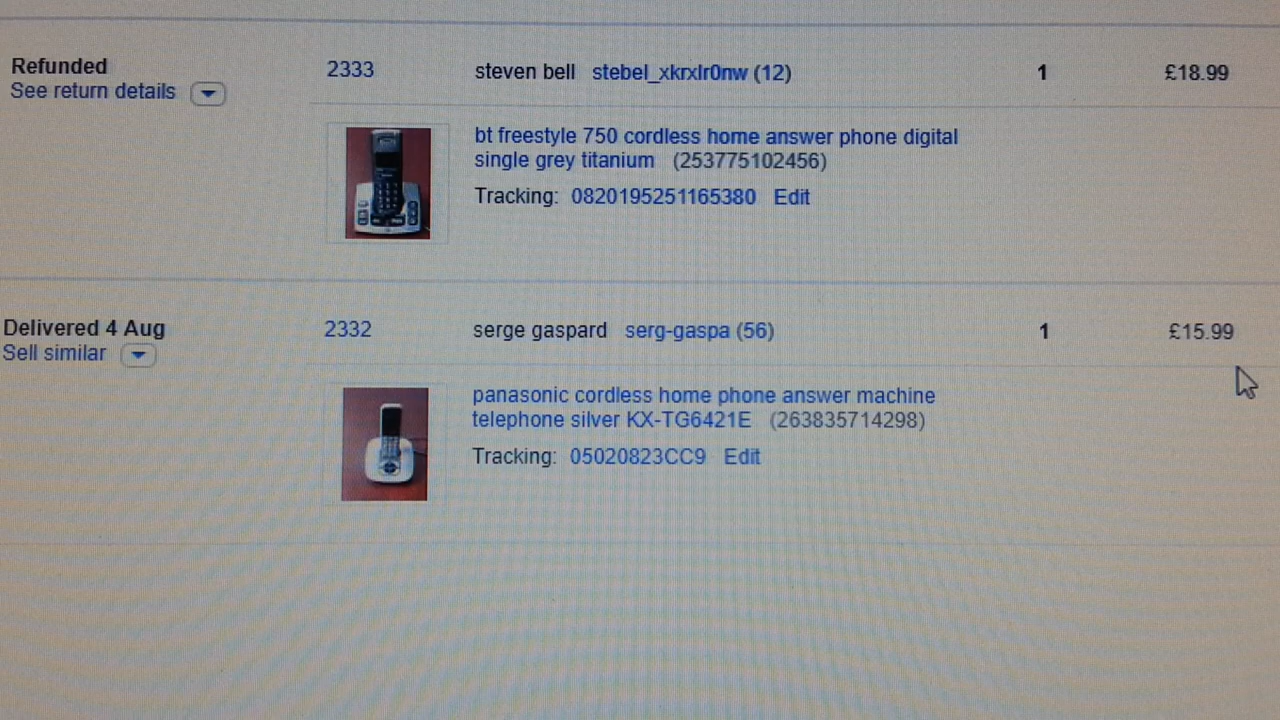 Refunded 2333 steven bell stebel_xkrxlr0nw (12) 1 £18.99
See return details
bt freestyle 750 cordless home answer phone digital
single grey titanium (253775102456)
Tracking: 0820195251165380 Edit
Delivered 4 Aug 2332 serge gaspard serg-gaspa (56) 1 £15.99
Sell similar
panasonic cordless home phone answer machine
telephone silver KX-TG6421E (263835714298)
Tracking: 05020823CC9 Edit